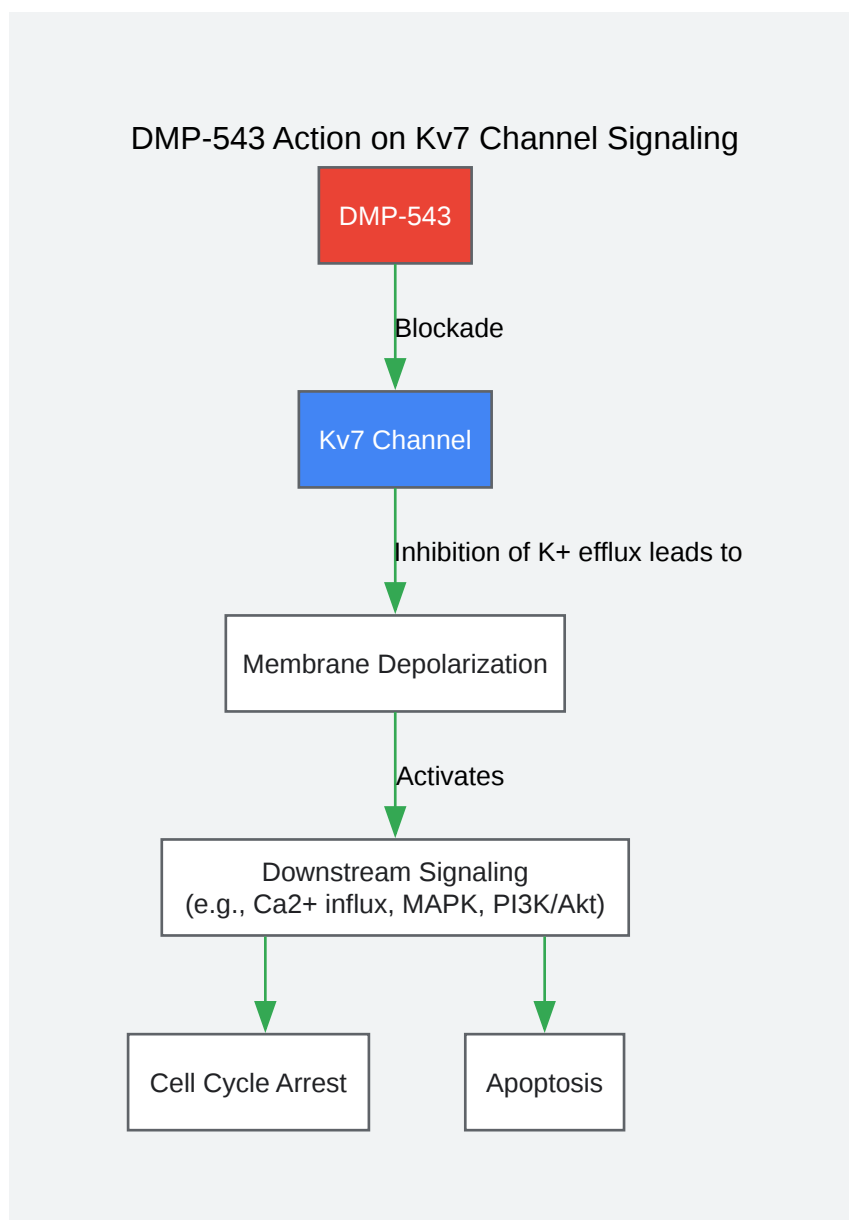 DMP-543 Action on Kv7 Channel Signaling
DMP-543
Blockade
Kv7 Channel
Inhibition of K+ efflux leads to
Membrane Depolarization
Activates
Downstream Signaling
(e.g., Ca2+ influx, MAPK, PI3K/Akt)
Cell Cycle Arrest
Apoptosis